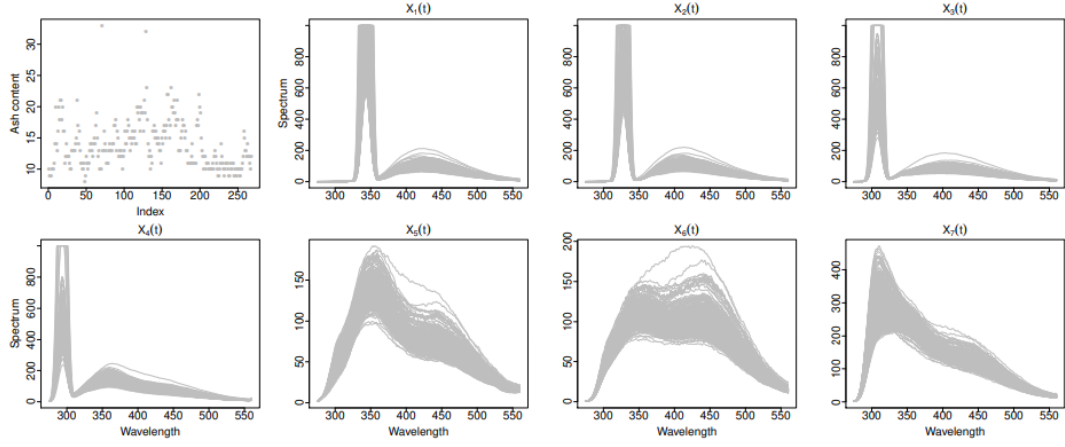 X₁(t)
X₂(t)
X₃(t)
Ash content
10 15 20 25 30
0 50 100 150 200 250
Index
Spectrum
0 200 400 600 800
300 350 400 450 500 550
0 200 400 600 800
300 350 400 450 500 550
0 200 400 600 800
300 350 400 450 500 550
X₄(t)
X₅(t)
X₆(t)
X₇(t)
Spectrum
0 200 400 600 800
300 350 400 450 500 550
Wavelength
0 50 100 150
300 350 400 450 500 550
Wavelength
0 50 100 150 200
300 350 400 450 500 550
Wavelength
0 100 200 300 400
300 350 400 450 500 550
Wavelength